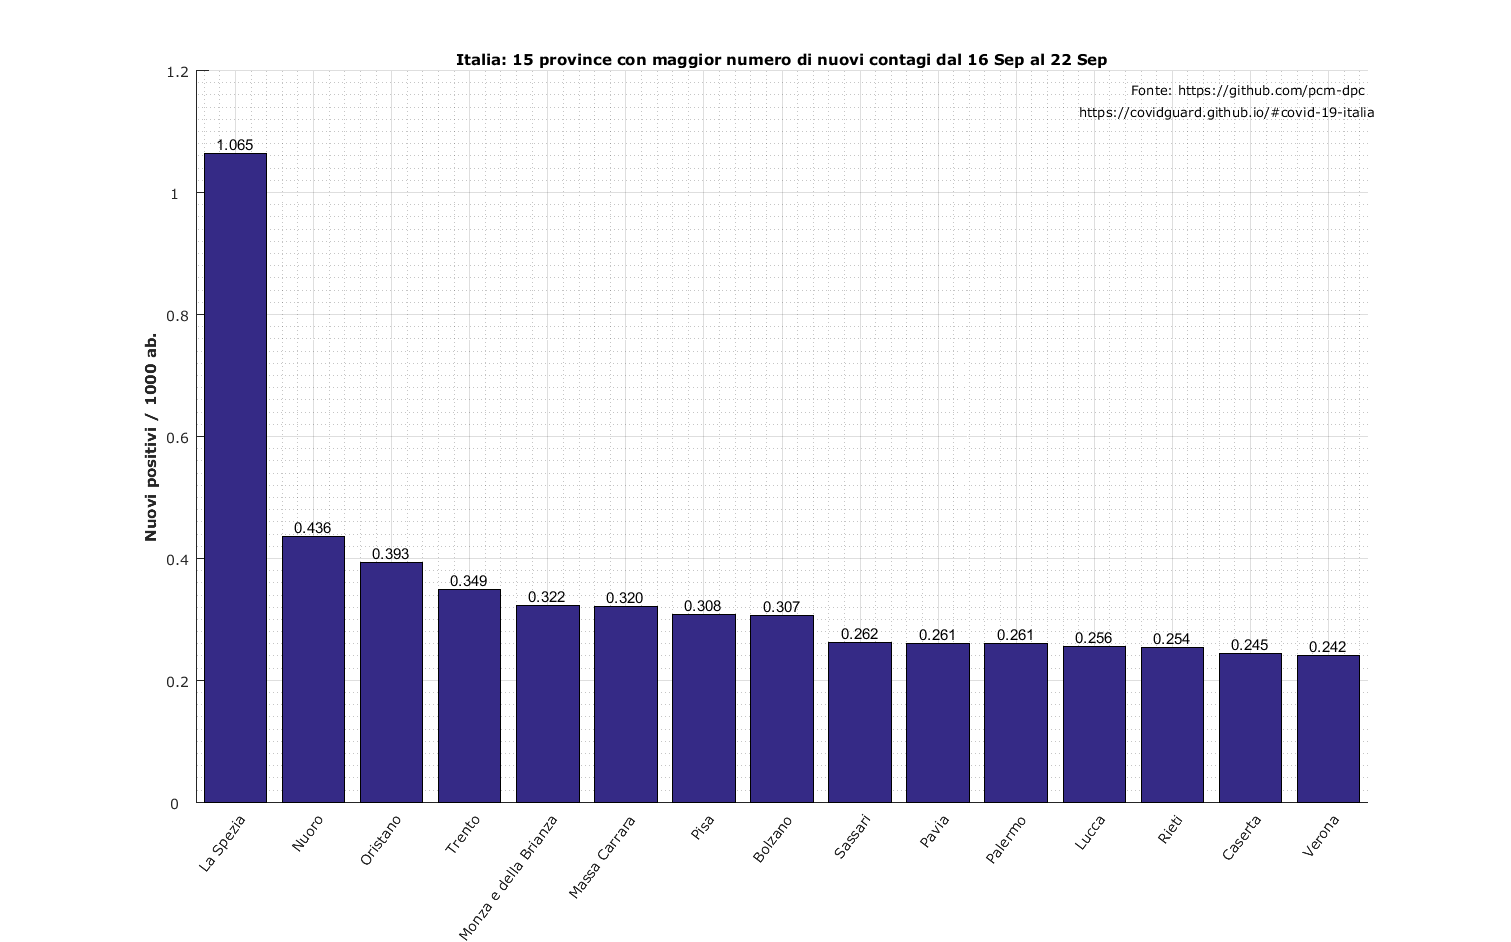 Italia: 15 province con maggior numero di nuovi contagi dal 16 Sep al 22 Sep
Fonte: https://github.com/pcm-dpc
https://covidguard.github.io/#covid-19-italia
Nuovi positivi / 1000 ab.
1.2
1
0.8
0.6
0.4
0.2
0
1.065
0.436
0.393
0.349
0.322
0.320
0.308
0.307
0.262
0.261
0.261
0.256
0.254
0.245
0.242
La Spezia
Nuoro
Oristano
Trento
Monza e della Brianza
Massa Carrara
Pisa
Bolzano
Sassari
Pavia
Palermo
Lucca
Rieti
Caserta
Verona